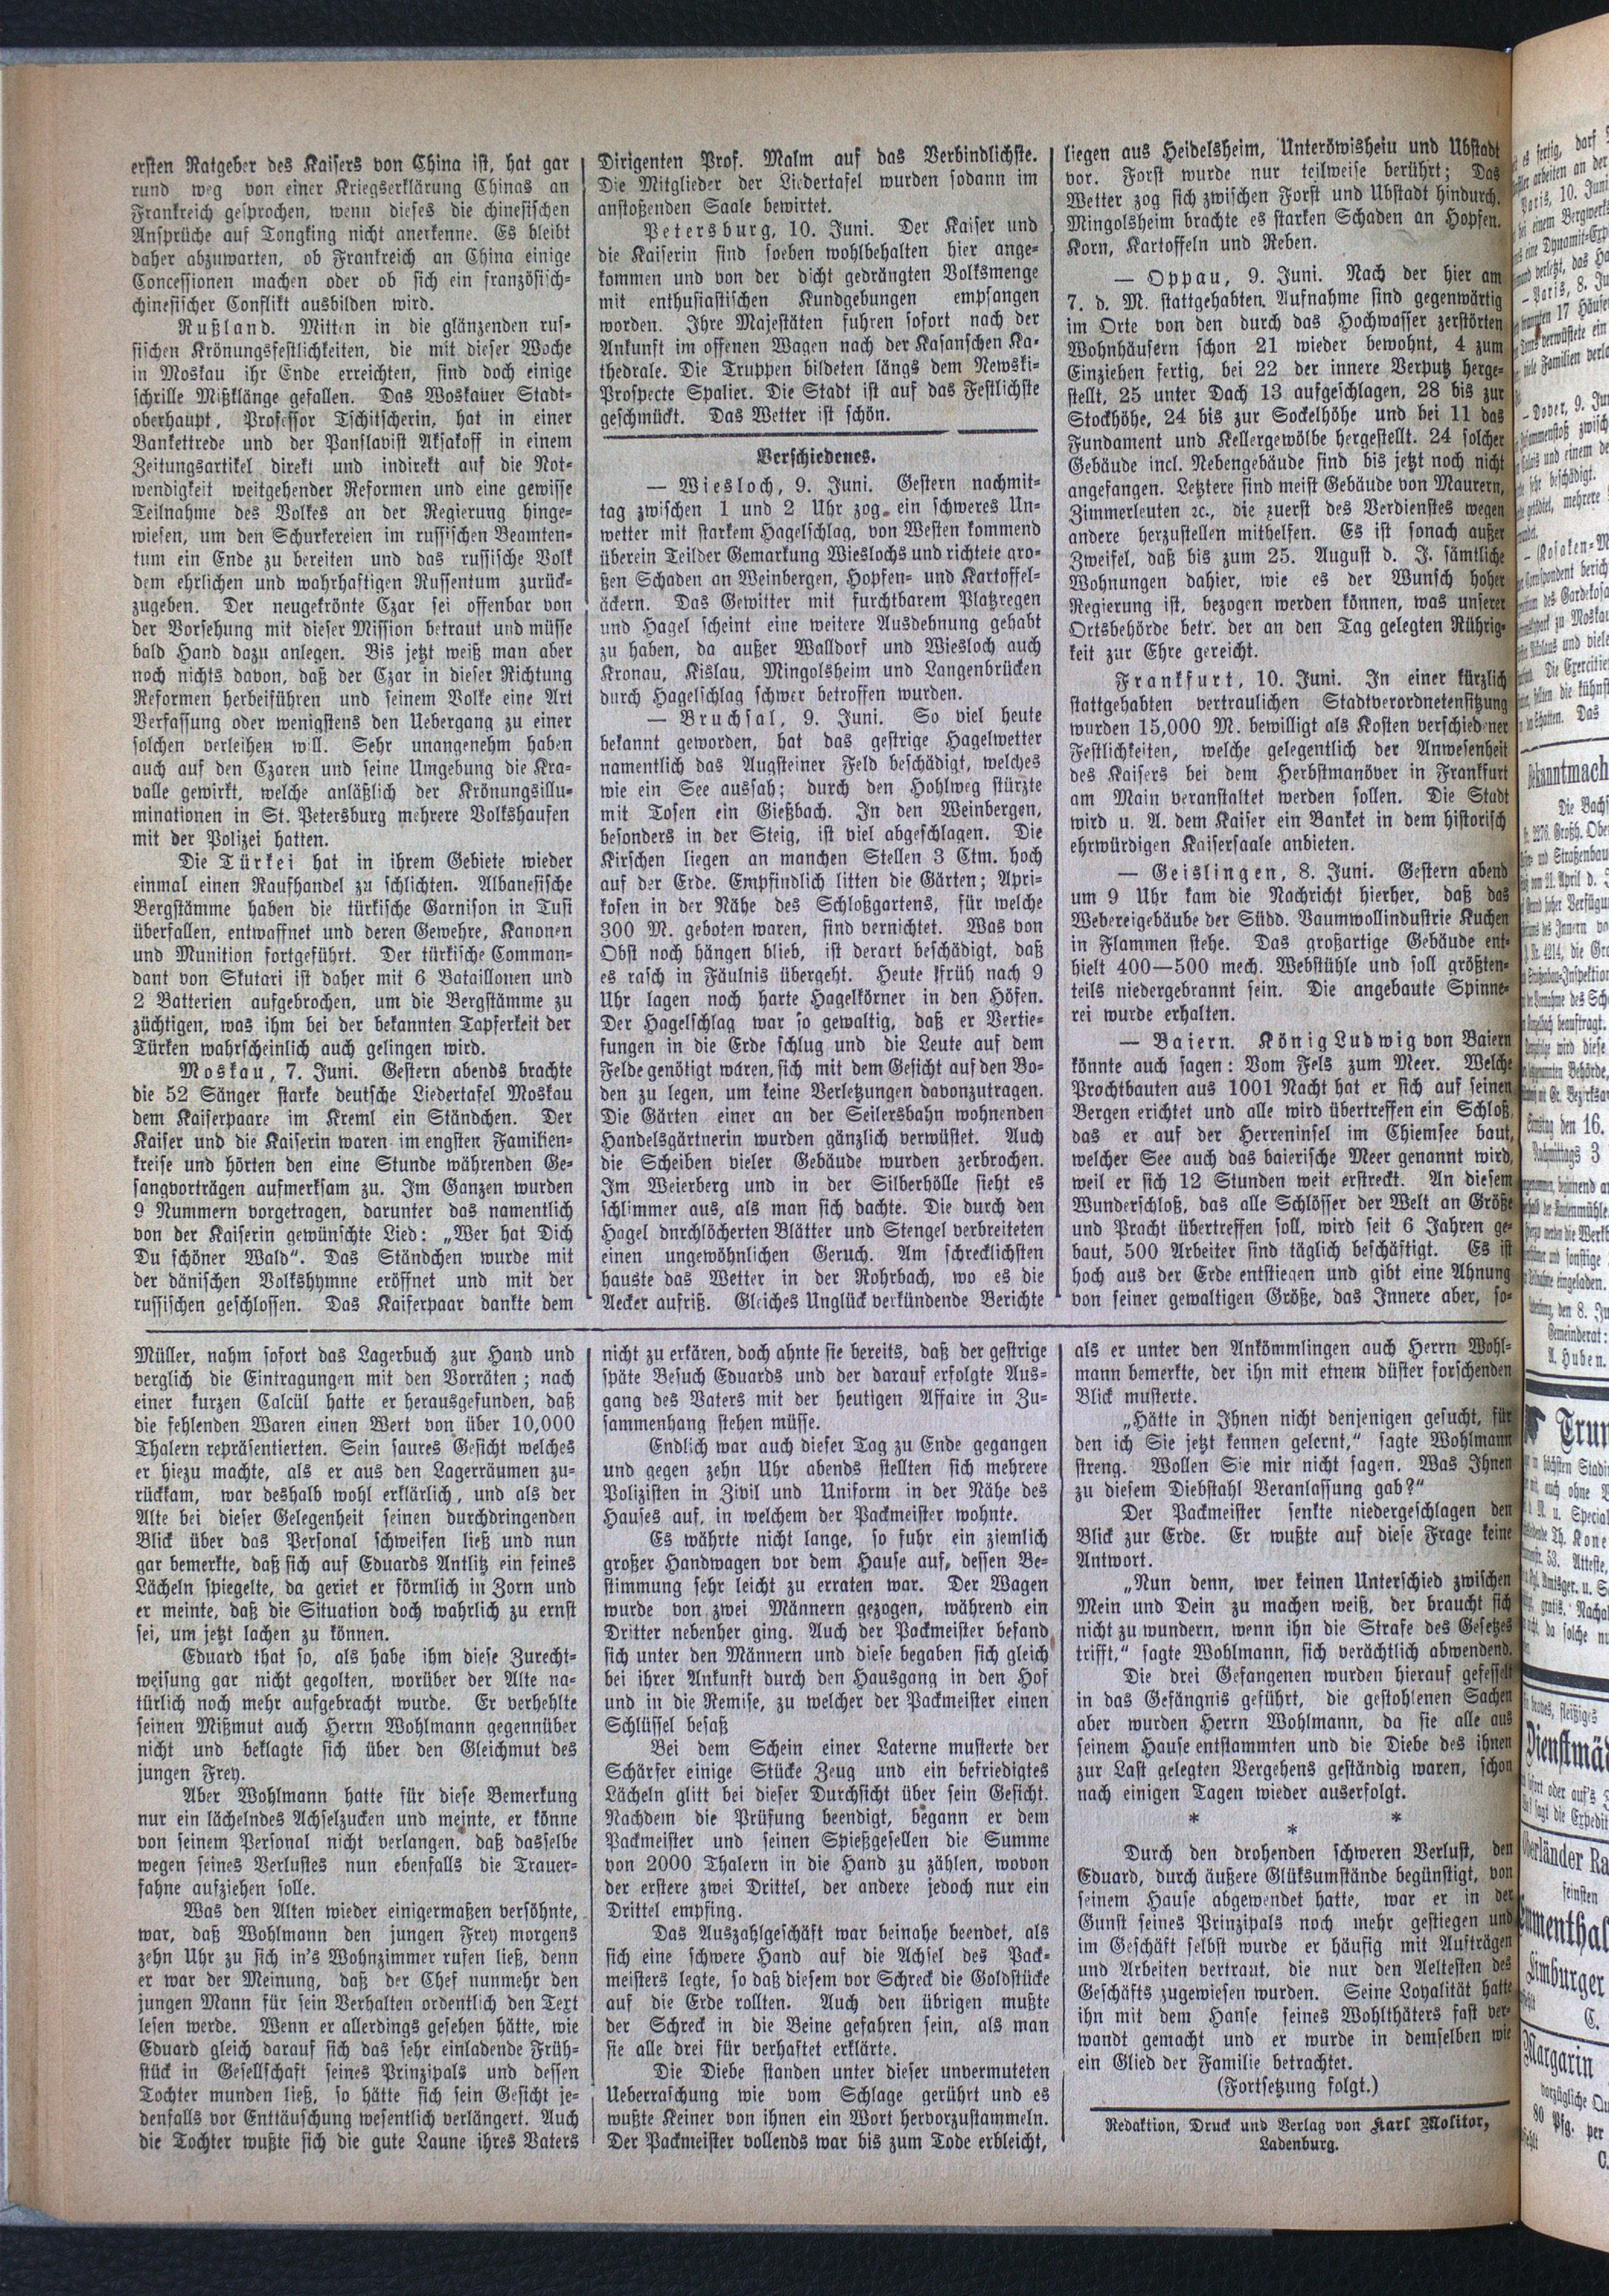 ersten Ratgeber des Kaisers von China ist, hat gar
rund weg von einer Kriegserklärung Chinas an
Frankreich gesprochen, wenn dieses die chinesischen
Ansprüche auf Tongking nicht anerkenne. Es bleibt
daher abzuwarten, ob Frankreich an China einige
Concessionen machen oder ob sich ein französisch-
chinesischer Conflikt ausbilden wird.
Rußland. Mitten in die glänzenden rus-
sischen Krönungsfestlichkeiten, die mit dieser Woche
in Moskau ihr Ende erreichten, sind doch einige
schrille Mißklänge gefallen. Das Moskauer Stadt-
oberhaupt, Professor Tschitscherin, hat in einer
Bankettrede und der Panslavist Aksakoff in einem
Zeitungsartikel direkt und indirekt auf die Not-
wendigkeit weitgehender Reformen und eine gewisse
Teilnahme des Volkes an der Regierung hinge-
wiesen, um den Schurkereien im russischen Beamten-
tum ein Ende zu bereiten und das russische Volk
dem ehrlichen und wahrhaftigen Russentum zurück-
zugeben. Der neugekrönte Czar sei offenbar von
der Vorsehung mit dieser Mission betraut und müsse
bald Hand dazu anlegen. Bis jetzt weiß man aber
noch nichts davon, daß der Czar in dieser Richtung
Reformen herbeiführen und seinem Volke eine Art
Verfassung oder wenigstens den Uebergang zu einer
solchen verleihen will. Sehr unangenehm haben
auch auf den Czaren und seine Umgebung die Kra-
valle gewirkt, welche anläßlich der Krönungsillu-
minationen in St. Petersburg mehrere Volkshaufen
mit der Polizei hatten.
Die Türkei hat in ihrem Gebiete wieder
einmal einen Raufhandel zu schlichten. Albanesische
Bergstämme haben die türkische Garnison in Tusi
überfallen, entwaffnet und deren Gewehre, Kanonen
und Munition fortgeführt. Der türkische Comman-
dant von Skutari ist daher mit 6 Bataillonen und
2 Batterien aufgebrochen, um die Bergstämme zu
züchtigen, was ihm bei der bekannten Tapferkeit der
Türken wahrscheinlich auch gelingen wird.
Moskau, 7. Juni. Gestern abends brachte
die 52 Sänger starke deutsche Liedertafel Moskau
dem Kaiserpaare im Kreml ein Ständchen. Der
Kaiser und die Kaiserin waren im engsten Familien-
kreise und hörten den eine Stunde währenden Ge-
sangvorträgen aufmerksam zu. Im Ganzen wurden
9 Nummern vorgetragen, darunter das namentlich
von der Kaiserin gewünschte Lied: „Wer hat Dich
Du schöner Wald“. Das Ständchen wurde mit
der dänischen Volkshymne eröffnet und mit der
russischen geschlossen. Das Kaiserpaar dankte dem
Dirigenten Prof. Malm auf das Verbindlichste.
Die Mitglieder der Liedertafel wurden sodann im
anstoßenden Saale bewirtet.
Petersburg, 10. Juni. Der Kaiser und
die Kaiserin sind soeben wohlbehalten hier ange-
kommen und von der dicht gedrängten Volksmenge
mit enthusiastischen Kundgebungen empfangen
worden. Ihre Majestäten fuhren sofort nach der
Ankunft im offenen Wagen nach der Kasanschen Ka-
thedrale. Die Truppen bildeten längs dem Newski-
Prospecte Spalier. Die Stadt ist auf das Festlichste
geschmückt. Das Wetter ist schön.
Verschiedenes.
— Wiesloch, 9. Juni. Gestern nachmit-
tag zwischen 1 und 2 Uhr zog ein schweres Un-
wetter mit starkem Hagelschlag, von Westen kommend
überein Teilder Gemarkung Wieslochs und richtete gro-
ßen Schaden an Weinbergen, Hopfen- und Kartoffel-
äckern. Das Gewitter mit furchtbarem Platzregen
und Hagel scheint eine weitere Ausdehnung gehabt
zu haben, da außer Walldorf und Wiesloch auch
Kronau, Kislau, Mingolsheim und Langenbrücken
durch Hagelschlag schwer betroffen wurden.
— Bruchsal, 9. Juni. So viel heute
bekannt geworden, hat das gestrige Hagelwetter
namentlich das Augsteiner Feld beschädigt, welches
wie ein See aussah; durch den Hohlweg stürzte
mit Tosen ein Gießbach. In den Weinbergen,
besonders in der Steig, ist viel abgeschlagen. Die
Kirschen liegen an manchen Stellen 3 Ctm. hoch
auf der Erde. Empfindlich litten die Gärten; Apri-
kosen in der Nähe des Schloßgartens, für welche
300 M. geboten waren, sind vernichtet. Was von
Obst noch hängen blieb, ist derart beschädigt, daß
es rasch in Fäulnis übergeht. Heute früh nach 9
Uhr lagen noch harte Hagelkörner in den Höfen.
Der Hagelschlag war so gewaltig, daß er Vertie-
fungen in die Erde schlug und die Leute auf dem
Felde genötigt wären, sich mit dem Gesicht auf den Bo-
den zu legen, um keine Verletzungen davonzutragen.
Die Gärten einer an der Seilersbahn wohnenden
Handelsgärtnerin wurden gänzlich verwüstet. Auch
die Scheiben vieler Gebäude wurden zerbrochen.
Im Weierberg und in der Silberhölle sieht es
schlimmer aus, als man sich dachte. Die durch den
Hagel dnrchlöcherten Blätter und Stengel verbreiteten
einen ungewöhnlichen Geruch. Am schrecklichsten
hauste das Wetter in der Rohrbach, wo es die
Aecker aufriß. Gleiches Unglück verkündende Berichte
liegen aus Heidelsheim, Unteröwisheiu und Ubstadt
vor. Forst wurde nur teilweise berührt; Das
Wetter zog sich zwischen Forst und Ubstadt hindurch.
Mingolsheim brachte es starken Schaden an Hopfen.
Korn, Kartoffeln und Reben.
— Oppau, 9. Juni. Nach der hier am
7. d. M. stattgehabten Aufnahme sind gegenwärtig
im Orte von den durch das Hochwasser zerstörten
Wohnhäusern schon 21 wieder bewohnt, 4 zum
Einziehen fertig, bei 22 der innere Verputz herge-
stellt, 25 unter Dach 13 aufgeschlagen, 28 bis zur
Stockhöhe, 24 bis zur Sockelhöhe und bei 11 das
Fundament und Kellergewölbe hergestellt. 24 solcher
Gebäude incl. Nebengebäude sind bis jetzt noch nicht
angefangen. Letztere sind meist Gebäude von Maurern,
Zimmerleuten ꝛc., die zuerst des Verdienstes wegen
andere herzustellen mithelfen. Es ist sonach außer
Zweifel, daß bis zum 25. August d. J. sämtliche
Wohnungen dahier, wie es der Wunsch hoher
Regierung ist, bezogen werden können, was unserer
Ortsbehörde betr. der an den Tag gelegten Rührig-
keit zur Ehre gereicht.
Frankfurt, 10. Juni. In einer kürzlich
stattgehabten vertraulichen Stadtverordnetensitzung
wurden 15,000 M. bewilligt als Kosten verschiedener
Festlichkeiten, welche gelegentlich der Anwesenheit
des Kaisers bei dem Herbstmanöver in Frankfurt
am Main veranstaltet werden sollen. Die Stadt
wird u. A. dem Kaiser ein Banket in dem historisch
ehrwürdigen Kaisersaale anbieten.
— Geislingen, 8. Juni. Gestern abend
um 9 Uhr kam die Nachricht hierher, daß das
Webereigebäube der Südd. Baumwollindustrie Kuchen
in Flammen stehe. Das großartige Gebäude ent-
hielt 400—500 mech. Webstühle und soll größten-
teils niedergebrannt sein. Die angebaute Spinne-
rei wurde erhalten.
— Baiern. König Ludwig von Baiern
könnte auch sagen: Vom Fels zum Meer. Welche
Prochtbauten aus 1001 Nacht hat er sich auf seinen
Bergen erichtet und alle wird übertreffen ein Schloß,
das er auf der Herreninsel im Chiemsee baut,
welcher See auch das baierische Meer genannt wird,
weil er sich 12 Stunden weit erstreckt. An diesem
Wunderschloß, das alle Schlösser der Welt an Größe
und Pracht übertreffen soll, wird seit 6 Jahren ge-
baut, 500 Arbeiter sind täglich beschäftigt. Es ist
hoch aus der Erde entstiegen und gibt eine Ahnung
von seiner gewaltigen Größe, das Innere aber, so-
Müller, nahm sofort das Lagerbuch zur Hand und
verglich die Eintragungen mit den Vorräten; nach
einer kurzen Calcül hatte er herausgefunden, daß
die fehlenden Waren einen Wert von über 10,000
Thalern repräsentierten. Sein saures Gesicht welches
er hiezu machte, als er aus den Lagerräumen zu-
rückkam, war deshalb wohl erklärlich, und als der
Alte bei dieser Gelegenheit seinen durchdringenden
Blick über das Personal schweifen ließ und nun
gar bemerkte, daß sich auf Eduards Antlitz ein feines
Lächeln spiegelte, da geriet er förmlich in Zorn und
er meinte, daß die Situation doch wahrlich zu ernst
sei, um jetzt lachen zu können.
Eduard that so, als habe ihm diese Zurecht-
weisung gar nicht gegolten, worüber der Alte na-
türlich noch mehr aufgebracht wurde. Er verhehlte
seinen Mißmut auch Herrn Wohlmann gegennüber
nicht und beklagte sich über den Gleichmut des
jungen Frey.
Aber Wohlmann hatte für diese Bemerkung
nur ein lächelndes Achselzucken und meinte, er könne
von seinem Personal nicht verlangen, daß dasselbe
wegen seines Verlustes nun ebenfalls die Trauer-
fahne aufziehen solle.
Was den Alten wieder einigermaßen versöhnte,
war, daß Wohlmann den jungen Frey morgens
zehn Uhr zu sich in's Wohnzimmer rufen ließ, denn
er war der Meinung, daß der Chef nunmehr den
jungen Mann für sein Verhalten ordentlich den Text
lesen werde. Wenn er allerdings gesehen hätte, wie
Eduard gleich darauf sich das sehr einladende Früh-
stück in Gesellschaft seines Prinzipals und dessen
Tochter munden ließ, so hätte sich sein Gesicht je-
denfalls vor Enttäuschung wesentlich verlängert. Auch
die Tochter wußte sich die gute Laune ihres Vaters
nicht zu erkären, doch ahnte sie bereits, daß der gestrige
späte Besuch Eduards und der darauf erfolgte Aus-
gang des Vaters mit der heutigen Affaire in Zu-
sammenhang stehen müsse.
Endlich war auch dieser Tag zu Ende gegangen
und gegen zehn Uhr abends stellten sich mehrere
Polizisten in Zivil und Uniform in der Nähe des
Hauses auf, in welchem der Packmeister wohnte.
Es währte nicht lange, so fuhr ein ziemlich
großer Handwagen vor dem Hause auf, dessen Be-
stimmung sehr leicht zu erraten war. Der Wagen
wurde von zwei Männern gezogen, während ein
Dritter nebenher ging. Auch der Packmeister befand
sich unter den Männern und diese begaben sich gleich
bei ihrer Ankunft durch den Hausgang in den Hof
und in die Remise, zu welcher der Packmeister einen
Schlüssel besaß
Bei dem Schein einer Laterne musterte der
Schärfer einige Stücke Zeug und ein befriedigtes
Lächeln glitt bei dieser Durchsicht über sein Gesicht.
Nachdem die Prüfung beendigt, begann er dem
Packmeister und seinen Spießgesellen die Summe
von 2000 Thalern in die Hand zu zählen, wovon
der erstere zwei Drittel, der andere jedoch nur ein
Drittel empfing.
Das Auszahlgeschäft war beinahe beendet, als
sich eine schwere Hand auf die Achsel des Pack-
meisters legte, so daß diesem vor Schreck die Goldstücke
auf die Erde rollten. Auch den übrigen mußte
der Schreck in die Beine gefahren sein, als man
sie alle drei für verhaftet erklärte.
Die Diebe standen unter dieser unvermuteten
Ueberraschung wie vom Schlage gerührt und es
wußte Keiner von ihnen ein Wort hervorzustammeln.
Der Packmeister vollends war bis zum Tode erbleicht,
als er unter den Ankömmlingen auch Herrn Wohl-
mann bemerkte, der ihn mit etnem düster forschenden
Blick musterte.
„Hätte in Ihnen nicht denjenigen gesucht, für
den ich Sie jetzt kennen gelernt,“ sagte Wohlmann
streng. Wollen Sie mir nicht sagen. Was Ihnen
zu diesem Diebstahl Veranlassung gab?“
Der Packmeister senkte niedergeschlagen den
Blick zur Erde. Er wußte auf diese Frage keine
Antwort.
„Nun denn, wer keinen Unterschied zwischen
Mein und Dein zu machen weiß, der braucht sich
nicht zu wundern, wenn ihn die Strafe des Gesetzes
trifft,“ sagte Wohlmann, sich verächtlich abwendend.
Die drei Gefangenen wurden hierauf gefesselt
in das Gefängnis geführt, die gestohlenen Sachen
aber wurden Herrn Wohlmann, da sie alle aus
seinem Hause entstammten und die Diebe des ihnen
zur Last gelegten Vergehens geständig waren, schon
nach einigen Tagen wieder auserfolgt.
* * *
Durch den drohenden schweren Verlust, den
Eduard, durch äußere Glüksumstände begünstigt, von
seinem Hause abgewendet hatte, war er in der
Gunst seines Prinzipals noch mehr gestiegen und
im Geschäft selbst wurde er häufig mit Aufträgen
und Arbeiten vertraut, die nur den Aeltesten des
Geschäfts zugewiesen wurden. Seine Loyalität hatte
ihn mit dem Hanse seines Wohlthäters fast ver-
wandt gemacht und er wurde in demselben wie
ein Glied der Familie betrachtet.
(Fortsetzung folgt.)
Redaktion, Druck und Verlag von Karl Molitor,
Ladenburg.